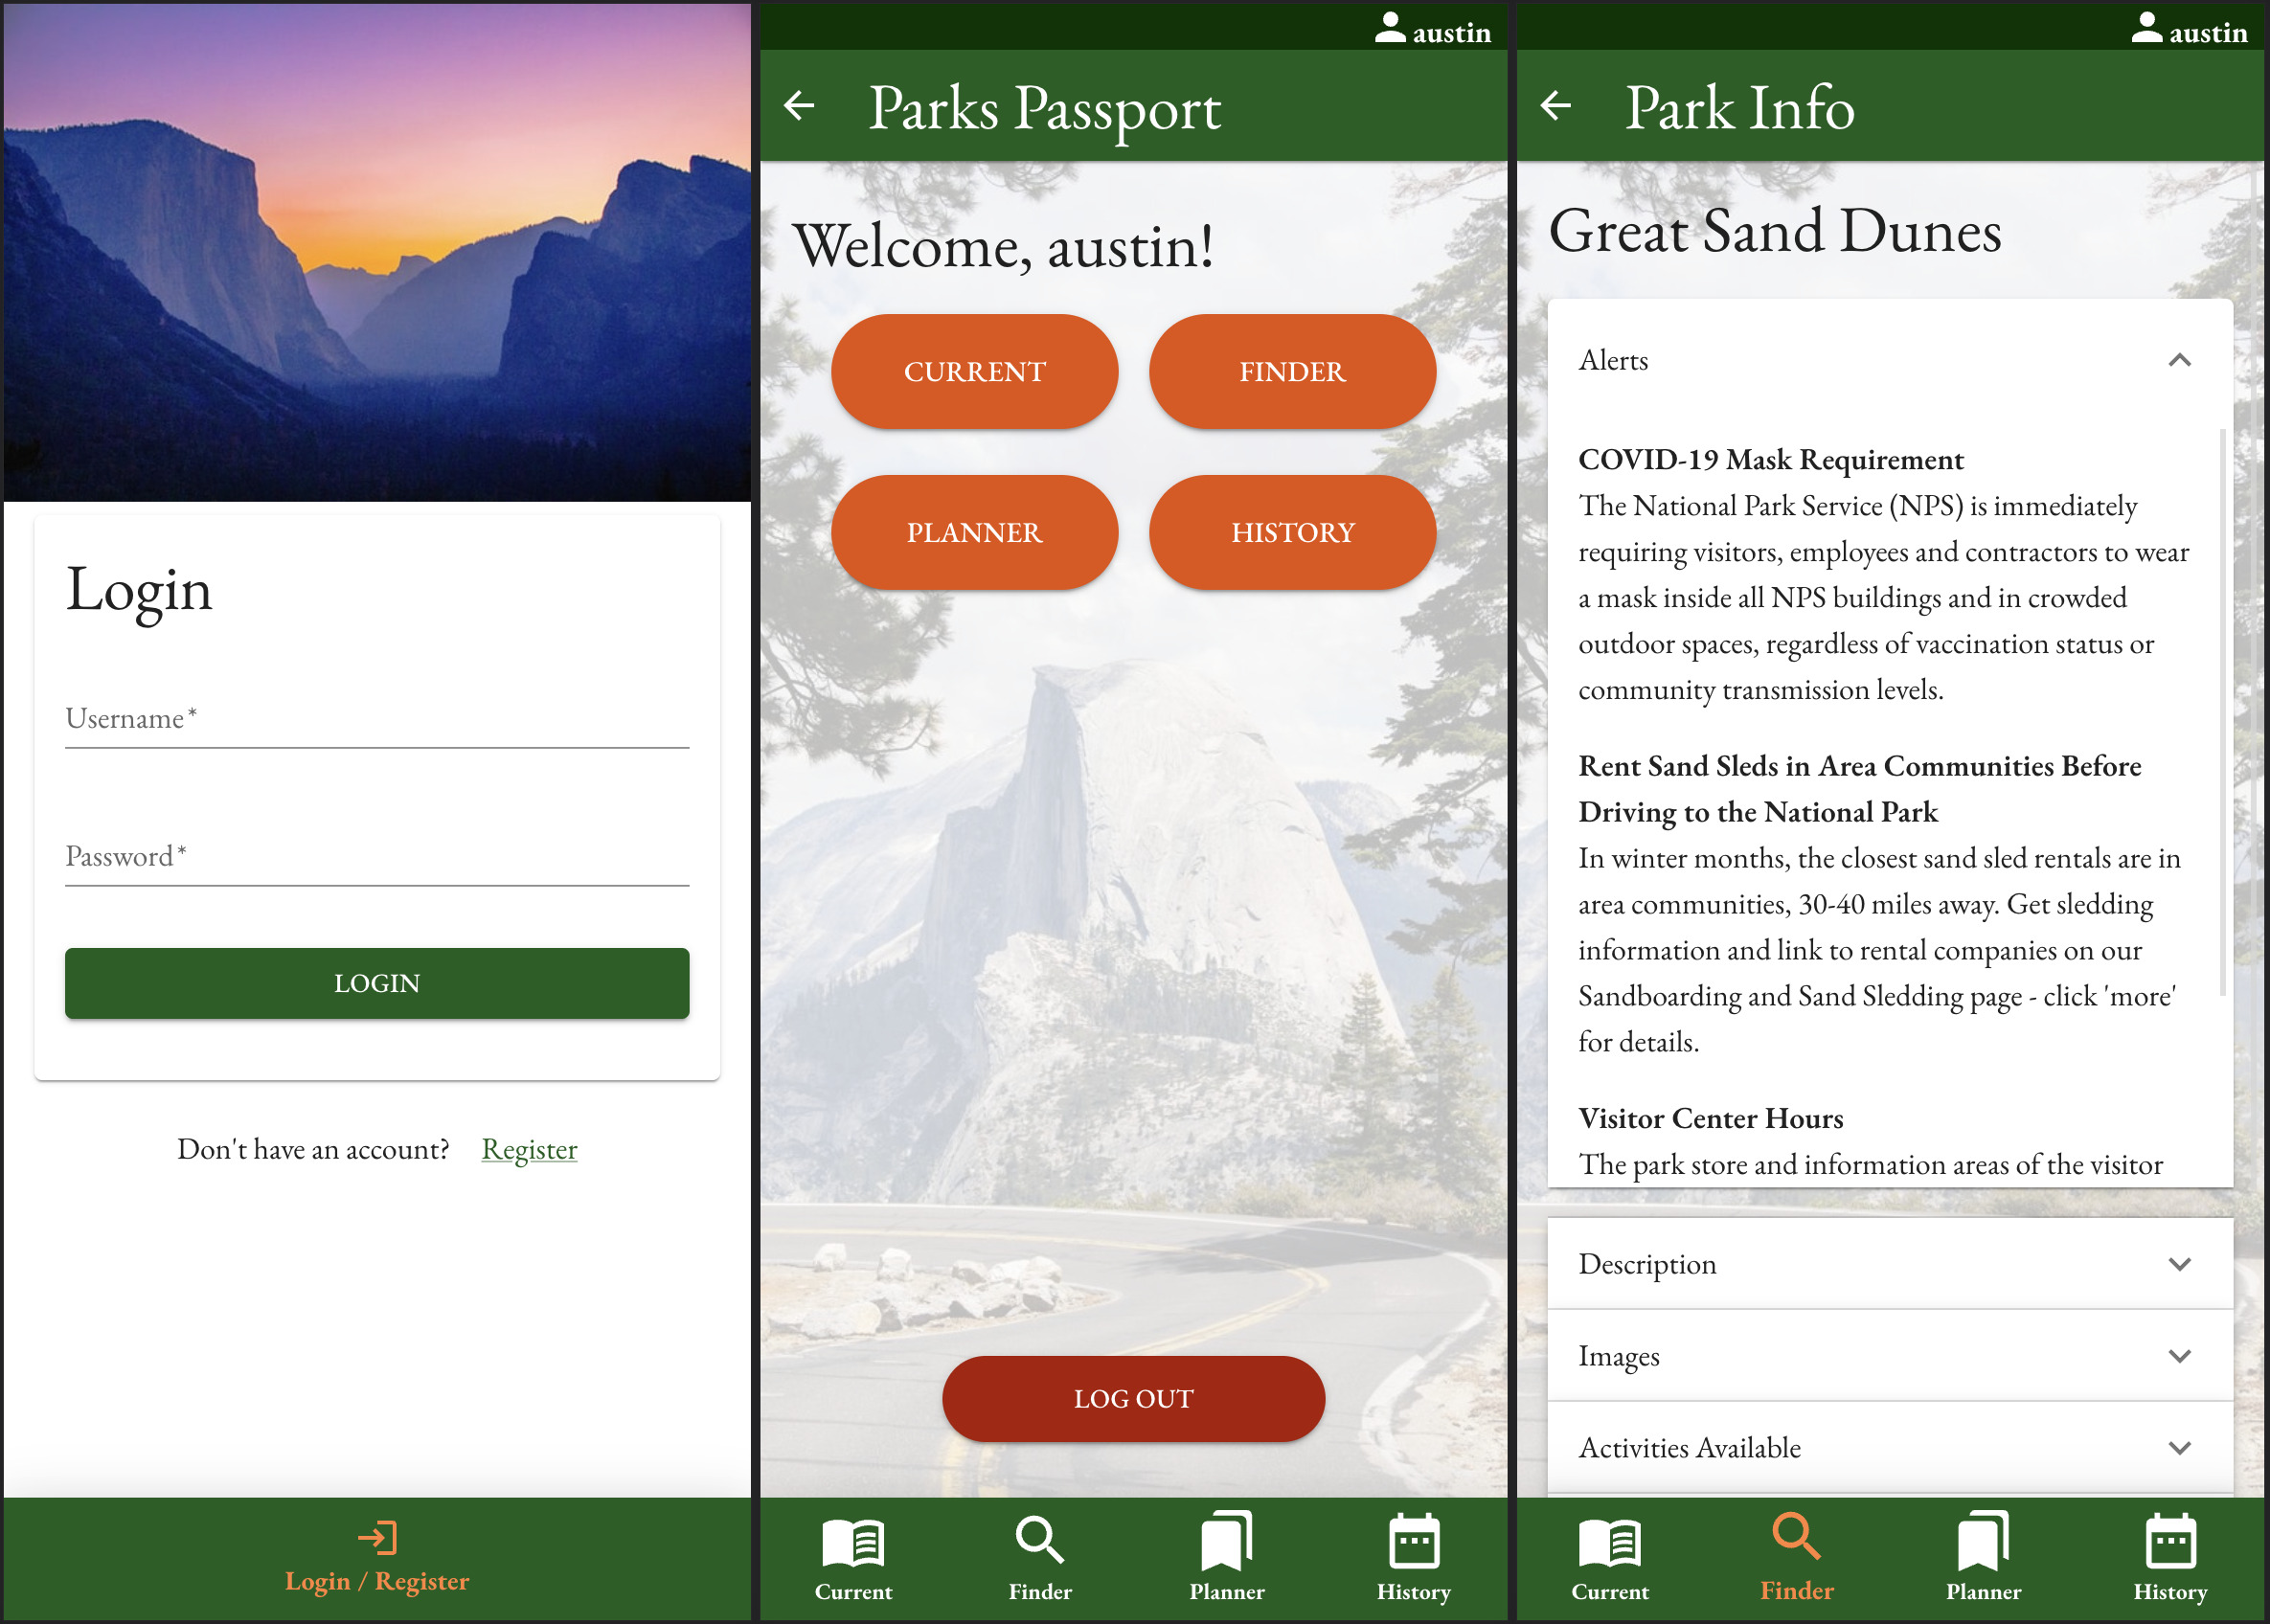 Login
Username *
Password *
LOGIN
Don't have an account? Register
Login / Register
austin
Parks Passport
Welcome, austin!
CURRENT
FINDER
PLANNER
HISTORY
LOG OUT
Current
Finder
Planner
History
austin
Park Info
Great Sand Dunes
Alerts
COVID-19 Mask Requirement
The National Park Service (NPS) is immediately
requiring visitors, employees and contractors to wear
a mask inside all NPS buildings and in crowded
outdoor spaces, regardless of vaccination status or
community transmission levels.
Rent Sand Sleds in Area Communities Before
Driving to the National Park
In winter months, the closest sand sled rentals are in
area communities, 30-40 miles away. Get sledding
information and link to rental companies on our
Sandboarding and Sand Sledding page - click 'more'
for details.
Visitor Center Hours
The park store and information areas of the visitor
Description
Images
Activities Available
Current
Finder
Planner
History